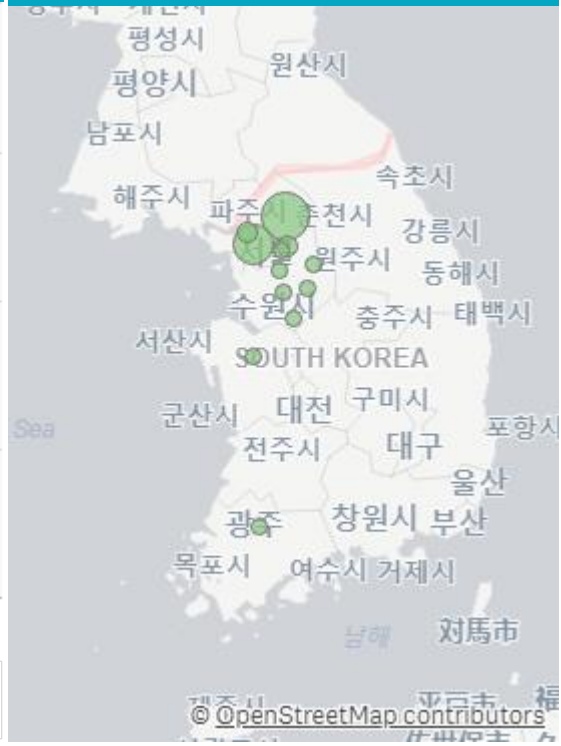 평성시
원산시
평양시
남포시
속초시
해주시
파주시
춘천시
강릉시
서울
원주시
동해시
수원시
충주시
태백시
서산시
SOUTH KOREA
구미시
군산시
대전
Sea
포항시
전주시
대구
울산
광주
창원시
부산
목포시
여수시
거제시
남해
対馬市
© OpenStreetMap contributors